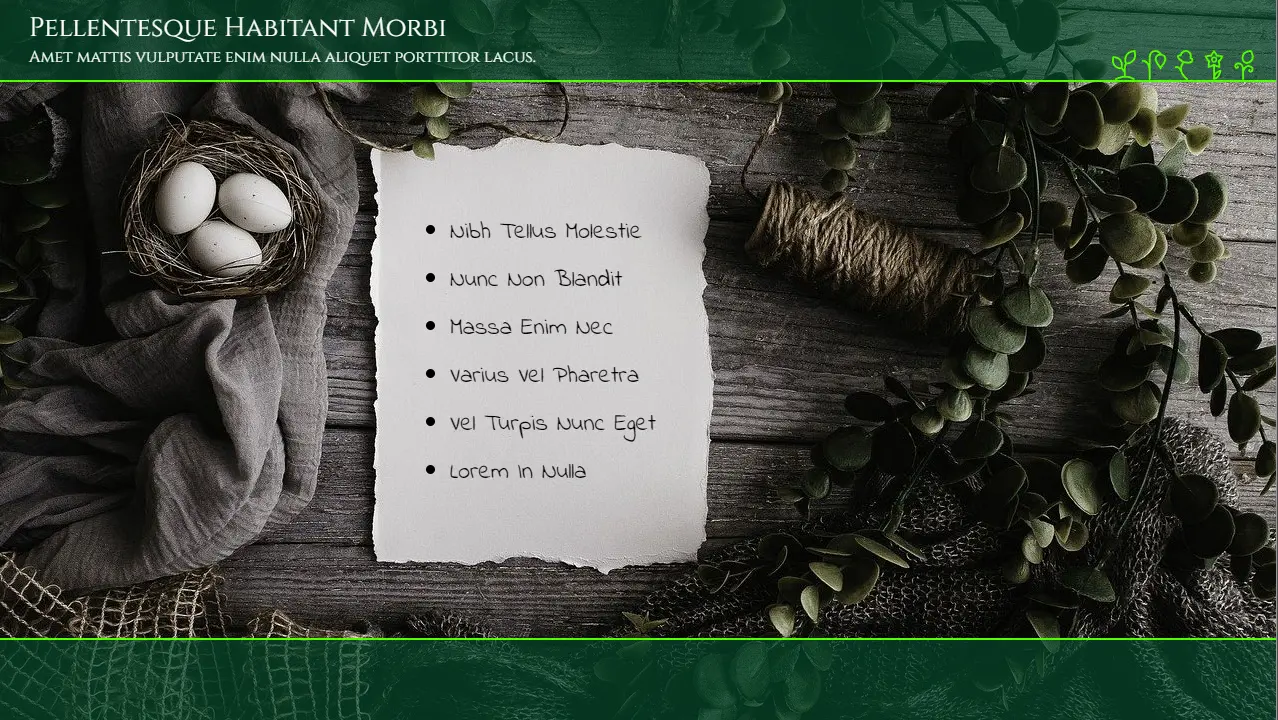 Pellentesque Habitant Morbi
Amet mattis vulputate enim nulla aliquet porttitor lacus.
Nibh Tellus Molestie
Nunc Non Blandit
Massa Enim Nec
Varius Vel Pharetra
Vel Turpis Nunc Eget
Lorem In Nulla